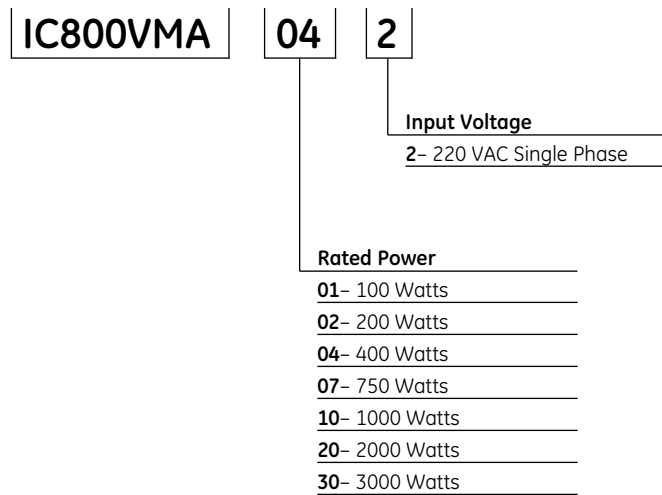 IC800VMA 04 2
Input Voltage
2– 220 VAC Single Phase
Rated Power
01– 100 Watts
02– 200 Watts
04– 400 Watts
07– 750 Watts
10– 1000 Watts
20– 2000 Watts
30– 3000 Watts